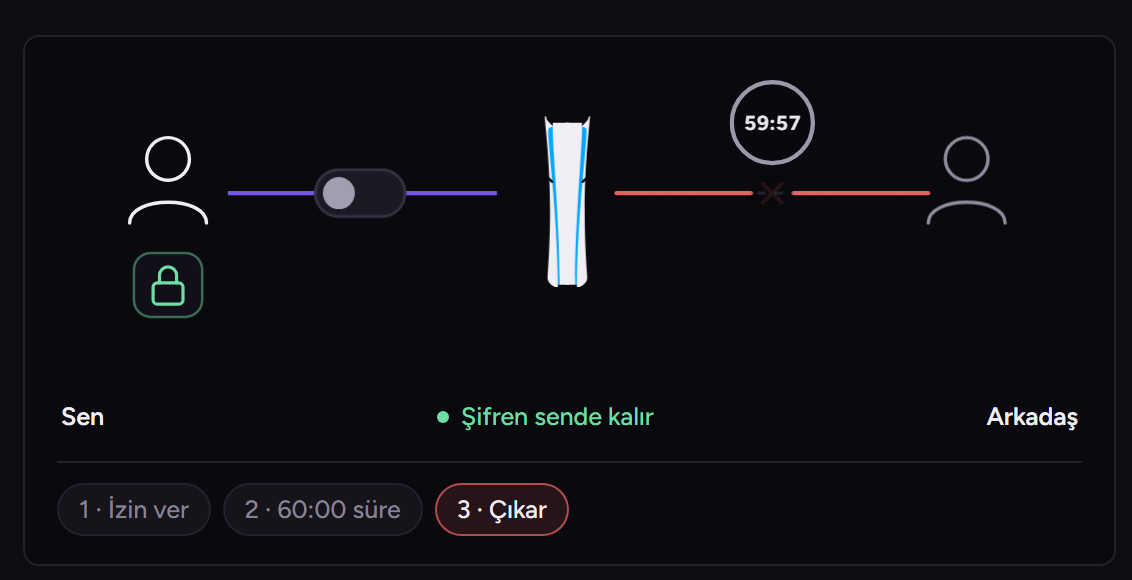 59:57
Sen
Şifren sende kalır
Arkadaş
1 · İzin ver
2 · 60:00 süre
3 · Çıkar